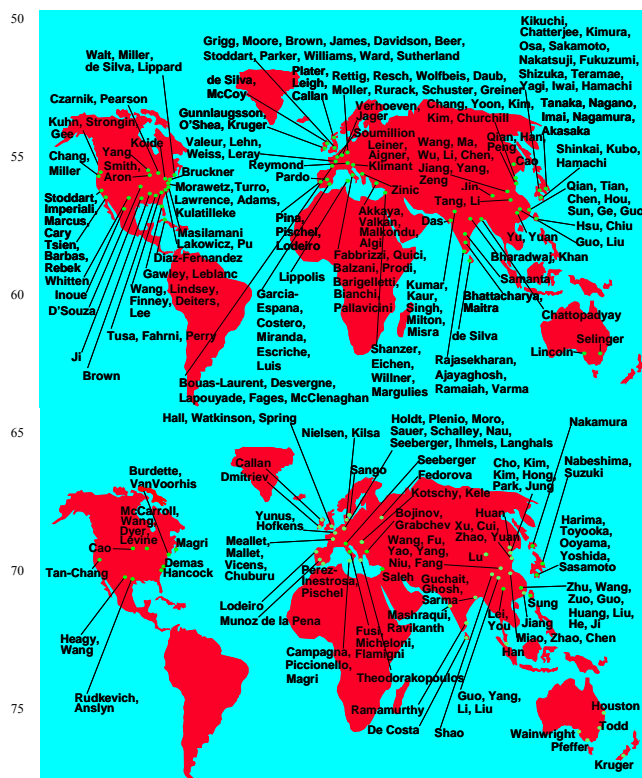 50
55
60
65
70
75
Walt, Miller,
de Silva, Lippard
Czarnik, Pearson
Kuhn, Strongin,
Gee
Koide
Yang
Smith,
Aron
Chang,
Miller
Bruckner
Morawetz,Turro,
Lawrence, Adams,
Kulatilleke
Masilamani
Lakowicz, Pu
Diaz-Fernandez
Gawley, Leblanc
Wang, Lindsey,
Finney, Deiters,
Lee
Tusa, Fahrni, Perry
Brown
Ji
Stoddart,
Imperiali,
Marcus,
Cary
Tsien,
Barbas,
Rebek
Whitten
Inoue
D'Souza
Grigg, Moore, Brown, James, Davidson, Beer,
Stoddart, Parker, Williams, Ward, Sutherland
de Silva,
McCoy
Plater,
Leigh,
Callan
Gunnlaugsson,
O'Shea, Kruger
Valeur, Lehn,
Weiss, Leray
Reymond
Pardo
Rettig, Resch, Wolfbeis, Daub,
Moller, Rurack, Schuster, Greiner
Verhoeven,
Jager
Soumillion
Leiner,
Aigner,
Klimant
Zinic
Pina,
Pischel,
Lodeiro
Lippolis
Garcia-
Espana,
Costero,
Miranda,
Escriche,
Luis
Bouas-Laurent, Desvergne,
Lapouyade, Fages, McClenaghan
Akkaya,
Valkan,
Malkondu,
Algi
Fabbrizzi, Quici,
Balzani, Prodi,
Barigelletti,
Bianchi,
Pallavicini
Shanzer,
Eichen,
Willner,
Margulies
Kumar,
Kaur,
Singh,
Milton,
Misra
Das
Chang, Yoon, Kim,
Kim, Churchill
Wang, Ma,
Wu, Li, Chen,
Jiang, Yang,
Zeng
Jin
Tang, Li
Qian, Han,
Peng
Cao
Kikuchi,
Chatterjee, Kimura,
Osa, Sakamoto,
Nakatsuji, Fukuzumi,
Shizuka, Teramae,
Yagi, Iwai, Hamachi
Tanaka, Nagano,
Imai, Nagamura,
Akasaka
Shinkai, Kubo,
Hamachi
Qian, Tian,
Chen, Hou,
Sun, Ge, Guo
Hsu, Chiu
Guo, Liu
Yu, Yuan
Bharadwaj, Khan
Samanta
Bhattacharya,
Maitra
Chattopadyay
de Silva
Rajasekharan,
Ajayaghosh,
Ramaiah, Varma
Selinger
Lincoln
Hall, Watkinson, Spring
Nielsen, Kilsa
Holdt, Plenio, Moro,
Sauer, Schalley, Nau,
Seeberger, Ihmels, Langhals
Sango
Seeberger
Fedorova
Kotschy, Kele
Callan
Dmitriev
Yunus,
Hofkens
Meallet,
Mallet,
Vicens,
Chuburu
Lodeiro
Munoz de la Pena
Perez-
Inestrosa,
Pischel
Campagna,
Piccionello,
Magri
Fusi,
Micheloni,
Flamigni
Theodorakopoulos
Bojinov,
Grabchev
Saleh
Burdette,
VanVoorhis
McCarroll,
Wang,
Dyer,
Levine
Cao
Magri
Demas
Hancock
Tan-Chang
Heagy,
Wang
Rudkevich,
Anslyn
Cho, Kim,
Kim, Hong,
Park, Jung
Nakamura
Nabeshima,
Suzuki
Huan
Xu, Cui,
Zhao, Yuan
Wang, Fu,
Yao, Yang,
Niu, Fang
Lu
Guchait,
Ghosh,
Sarma
Mashraqui,
Ravikanth
Harima,
Toyooka,
Ooyama,
Yoshida,
Sasamoto
Zhu, Wang,
Zuo, Guo,
Huang, Liu,
He, Ji
Sung
Jiang
Lei,
You
Miao, Zhao, Chen
Han
Guo, Yang,
Li, Liu
Ramamurthy
De Costa
Shao
Houston
Todd
Wainwright
Pfeffer
Kruger